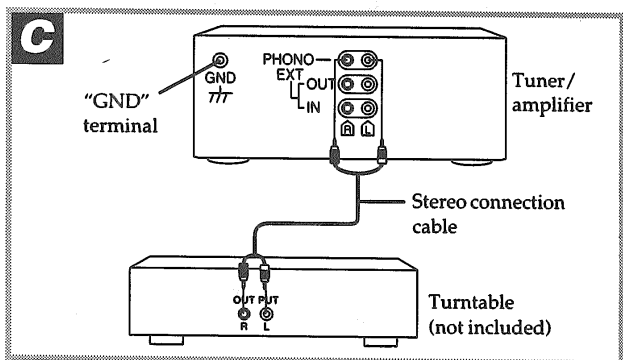 C
PHONO
EXT
OUT
IN
GND
R L
"GND"
terminal
Tuner/
amplifier
Stereo connection
cable
OUT PUT
R L
Turntable
(not included)